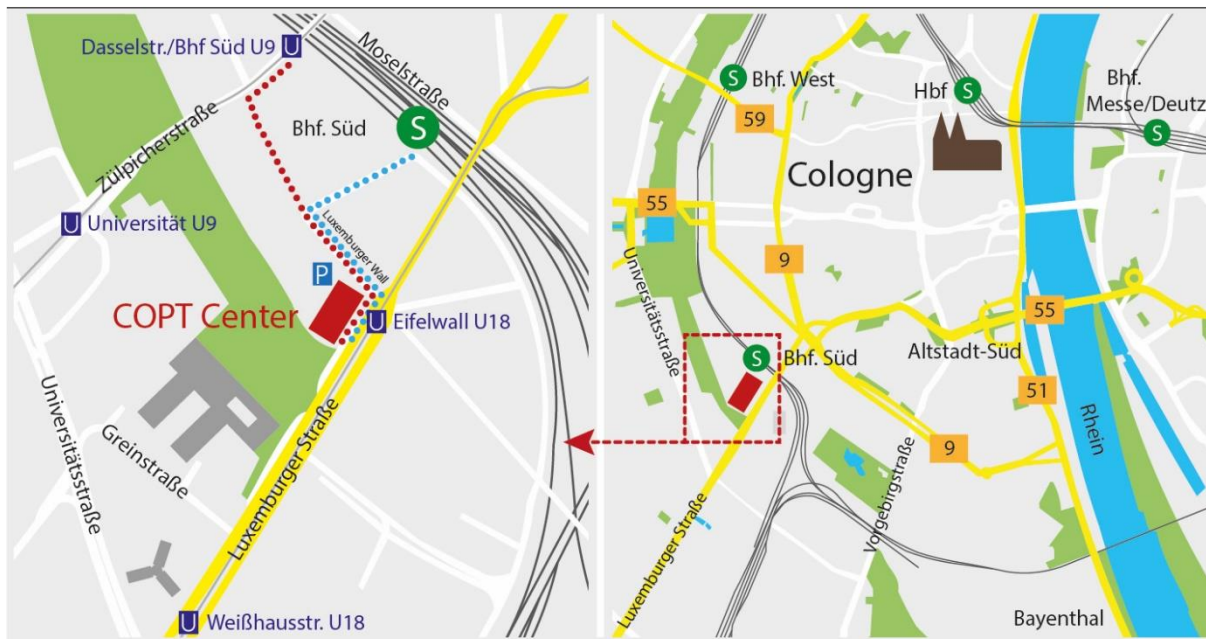 Dasselstr./Bhf Süd U9
U
Moselstraße
Bhf. Süd
S
Zülpicherstraße
U
Universität U9
Luxemburger Wall
P
COPT Center
U
Eifelwall U18
Universitätsstraße
Greinstraße
Luxemburger Straße
U
Weißhausstr. U18
S
Bhf. West
Hbf
S
Bhf.
Messe/Deutz
S
59
Cologne
55
Universitätsstraße
9
55
S
Bhf. Süd
Altstadt-Süd
51
Rhein
9
Luxemburger Straße
Vorgebirgstraße
Bayenthal